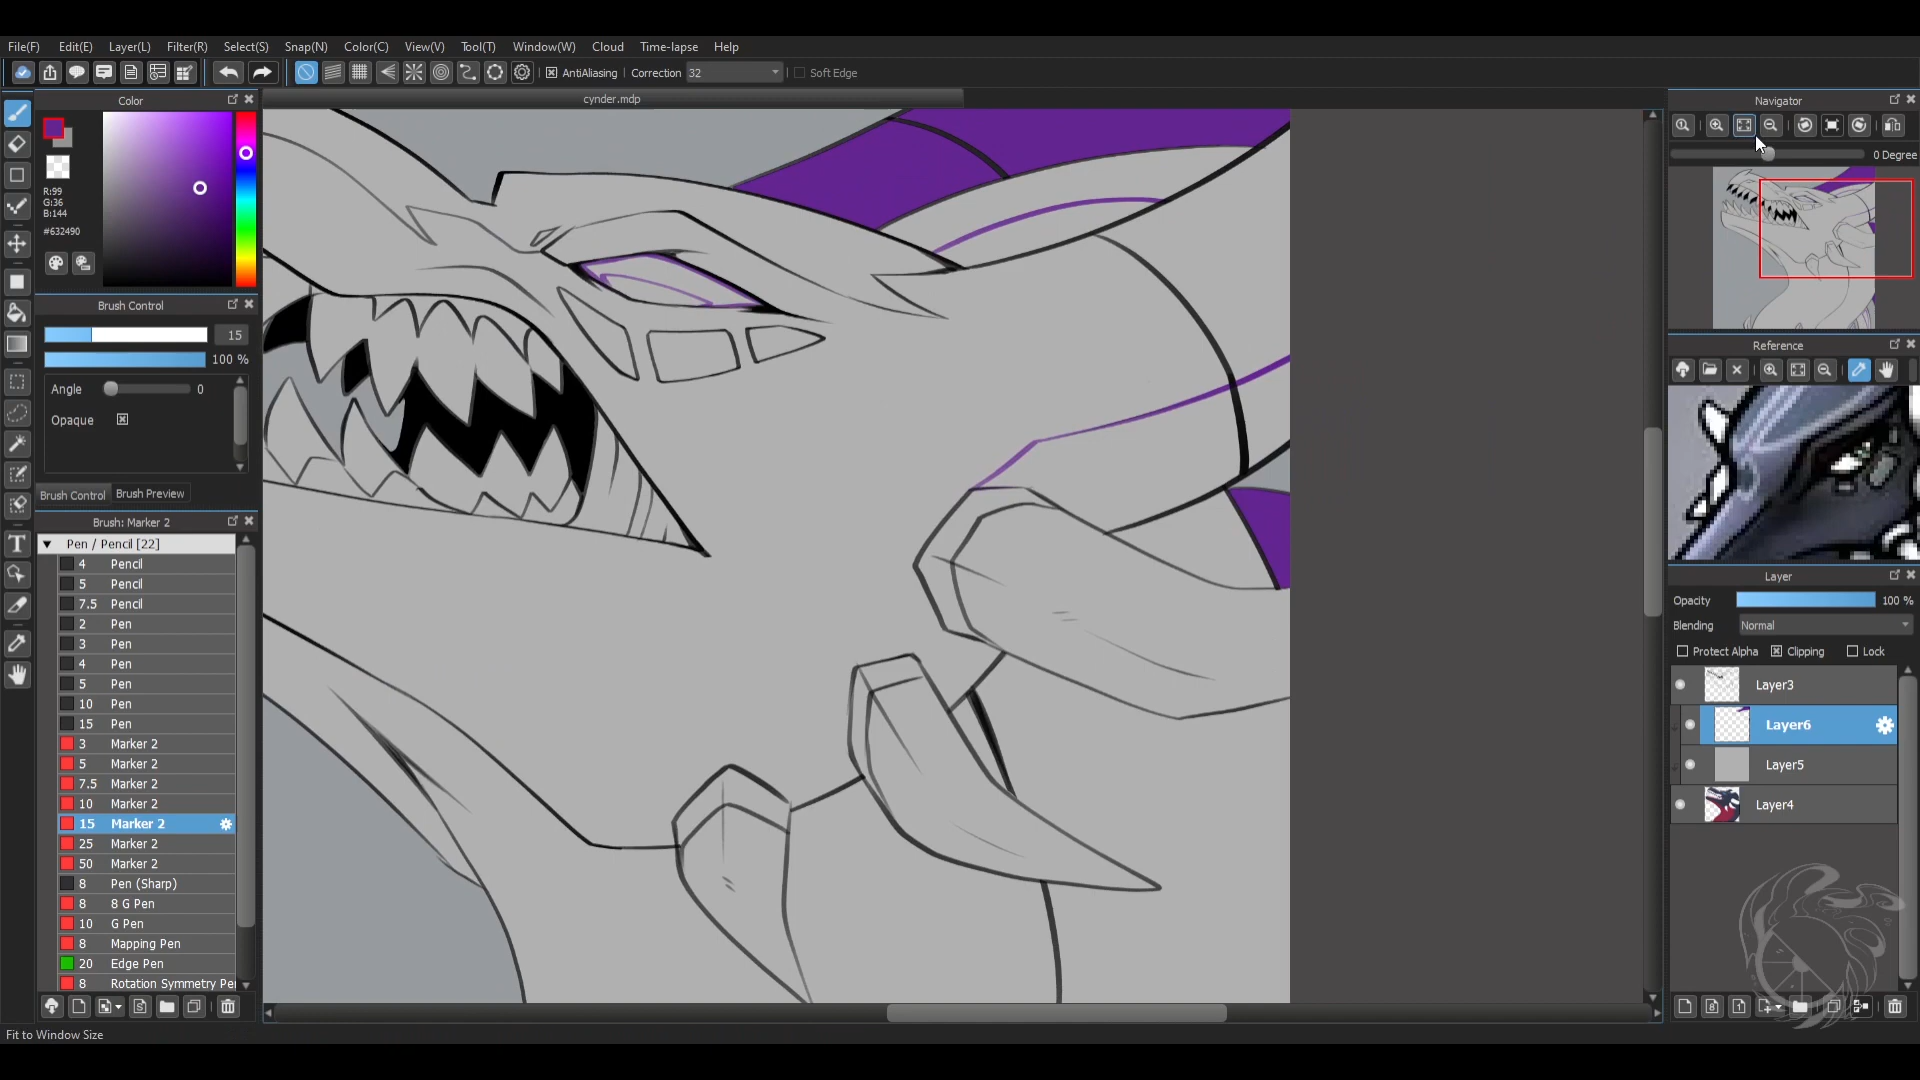 File(F) Edit(E) Layer(L) Filter(R) Select(S) Snap(N) Color(C) View(V) Tool(T) Window(W) Cloud Time-lapse Help
AntiAliasing Correction 32 Soft Edge
Color
cynder.mdp
R:99
G:36
B:144
#632490
Brush Control
15
100 %
Angle 0
Opaque
Brush Control Brush Preview
Brush: Marker 2
Pen / Pencil [22]
4 Pencil
5 Pencil
7.5 Pencil
2 Pen
3 Pen
4 Pen
5 Pen
10 Pen
15 Pen
3 Marker 2
5 Marker 2
7.5 Marker 2
10 Marker 2
15 Marker 2
25 Marker 2
50 Marker 2
8 Pen (Sharp)
8 8 G Pen
10 G Pen
8 Mapping Pen
20 Edge Pen
8 Rotation Symmetry Pe
Fit to Window Size
Navigator
0 Degree
Reference
Layer
Opacity 100 %
Blending Normal
Protect Alpha Clipping Lock
Layer3
Layer6
Layer5
Layer4